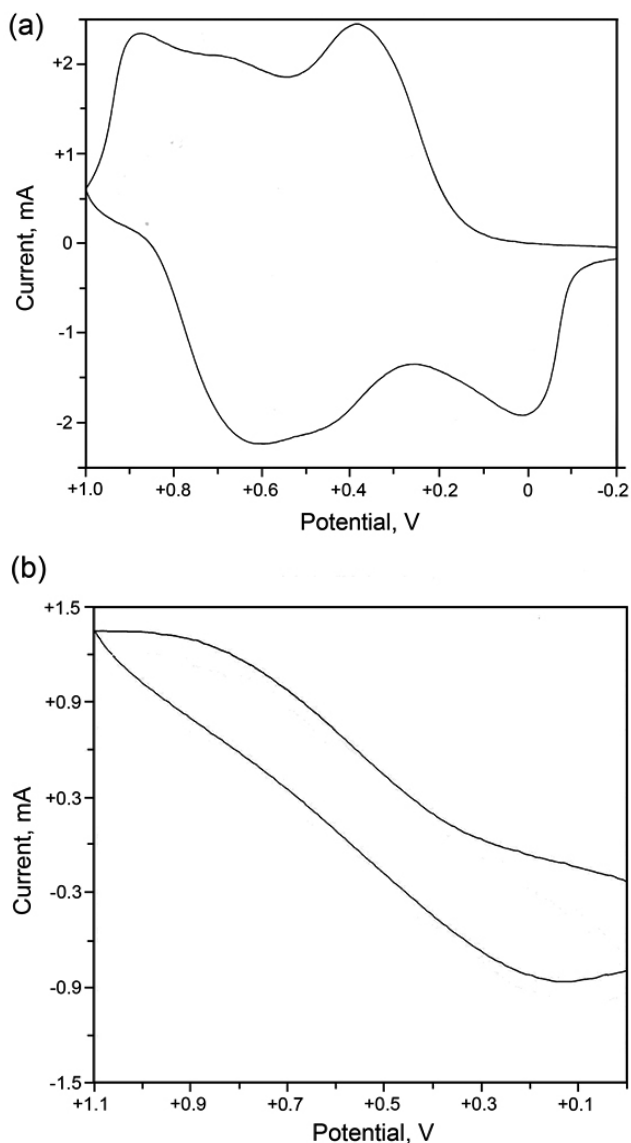 (a)
+2
+1
0
-1
-2
Current, mA
+1.0 +0.8 +0.6 +0.4 +0.2 0 -0.2
Potential, V
(b)
+1.5
+0.9
+0.3
-0.3
-0.9
-1.5
Current, mA
+1.1 +0.9 +0.7 +0.5 +0.3 +0.1
Potential, V